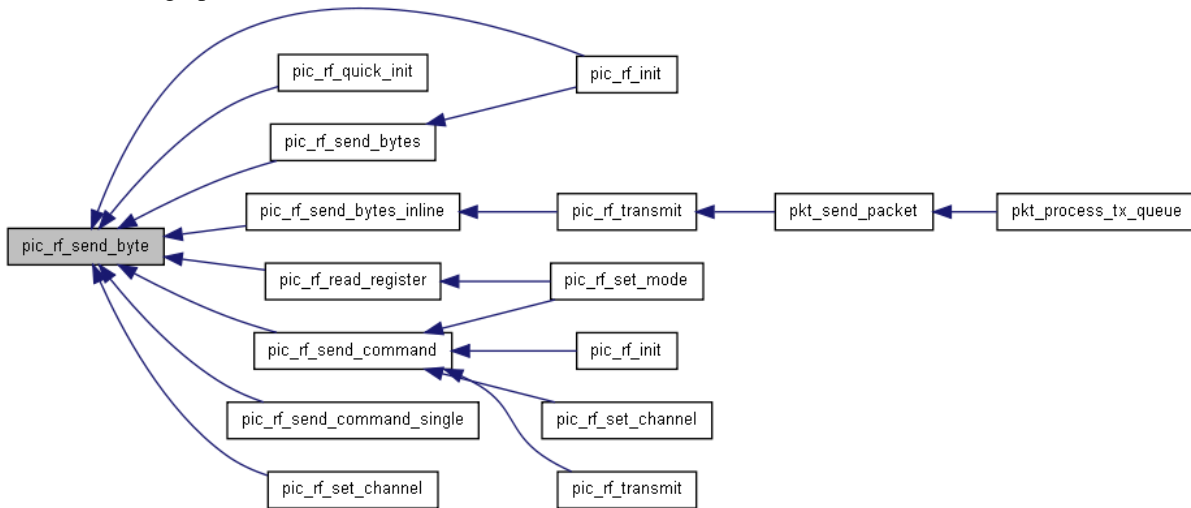 pic_rf_quick_init
pic_rf_init
pic_rf_send_bytes
pic_rf_send_bytes_inline
pic_rf_transmit
pkt_send_packet
pkt_process_tx_queue
pic_rf_send_byte
pic_rf_read_register
pic_rf_set_mode
pic_rf_send_command
pic_rf_init
pic_rf_send_command_single
pic_rf_set_channel
pic_rf_set_channel
pic_rf_transmit